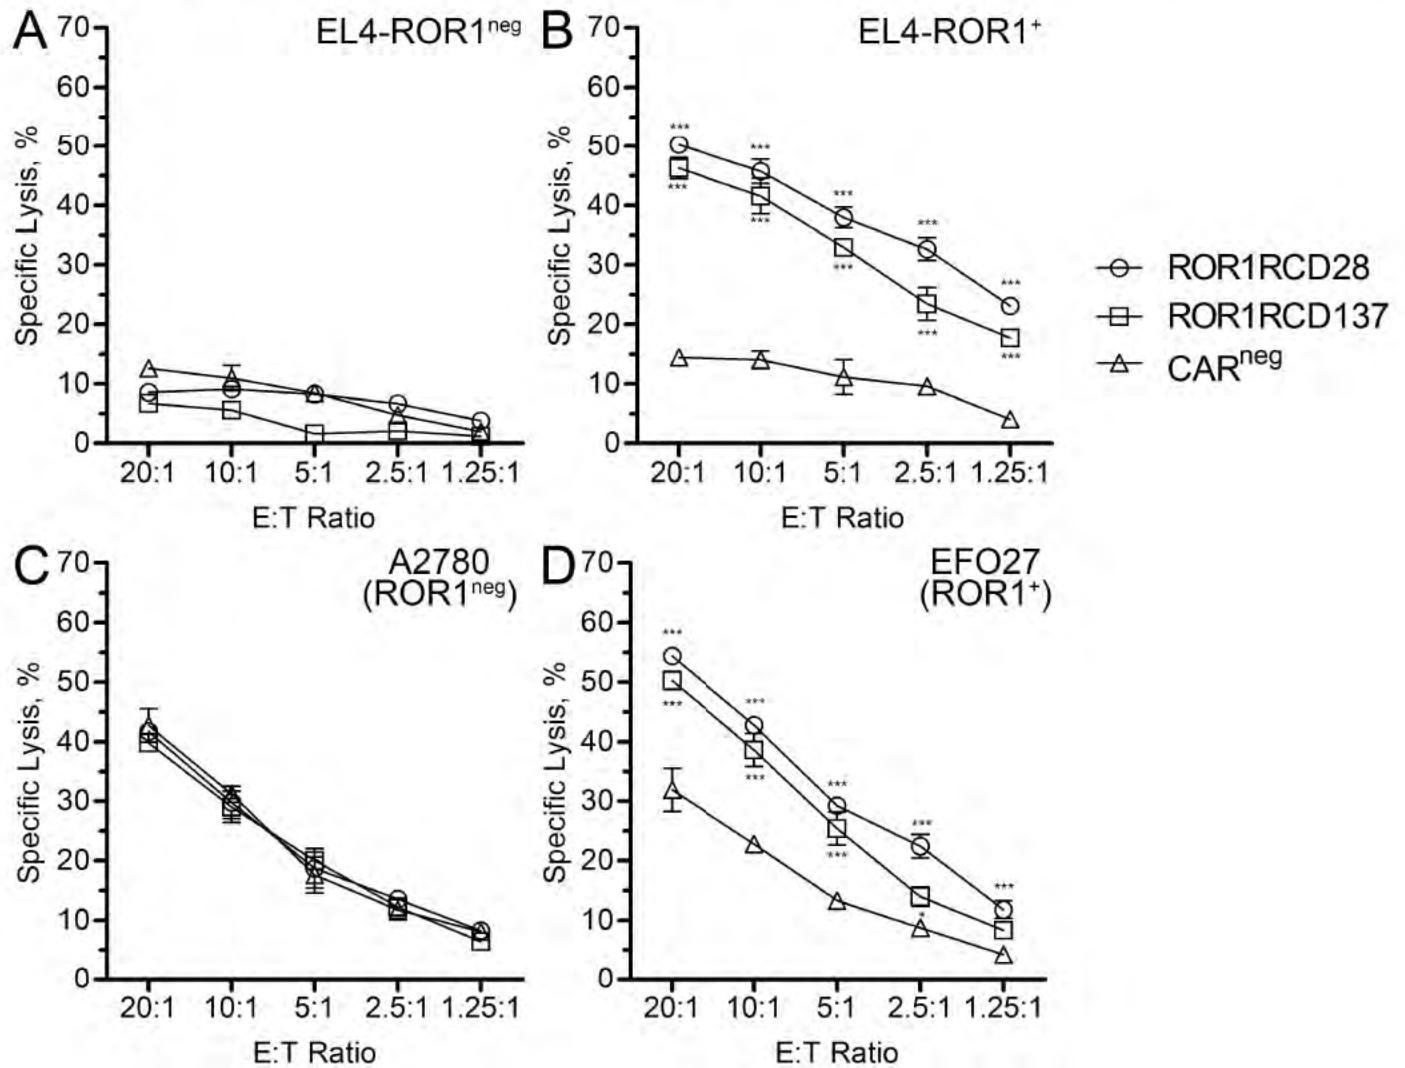 A
EL4-ROR1neg
70
60
50
40
30
20
10
0
Specific Lysis, %
20:1 10:1 5:1 2.5:1 1.25:1
E:T Ratio
B
EL4-ROR1+
70
60
50
40
30
20
10
0
Specific Lysis, %
*** *** *** *** ***
*** *** *** *** ***
20:1 10:1 5:1 2.5:1 1.25:1
E:T Ratio
ROR1RCD28
ROR1RCD137
CARneg
C
A2780
(ROR1neg)
70
60
50
40
30
20
10
0
Specific Lysis, %
20:1 10:1 5:1 2.5:1 1.25:1
E:T Ratio
D
EFO27
(ROR1+)
70
60
50
40
30
20
10
0
Specific Lysis, %
*** *** *** *** ***
*** *** *** *
20:1 10:1 5:1 2.5:1 1.25:1
E:T Ratio